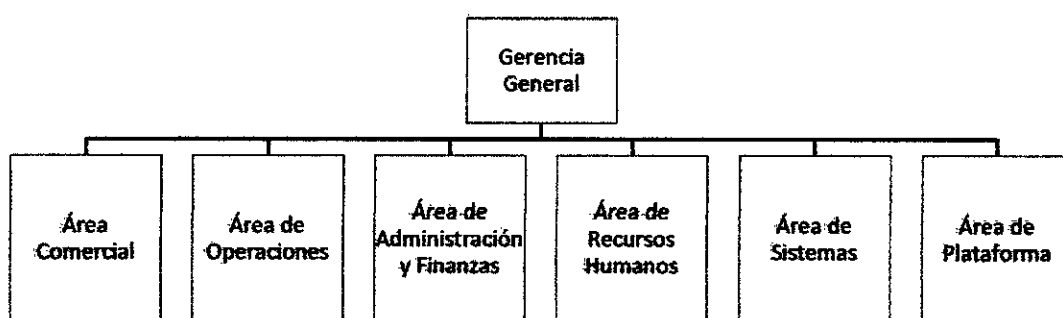 Gerencia
General
Área
Comercial
Área de
Operaciones
Área de
Administración
y Finanzas
Área de
Recursos
Humanos
Área de
Sistemas
Área de
Plataforma